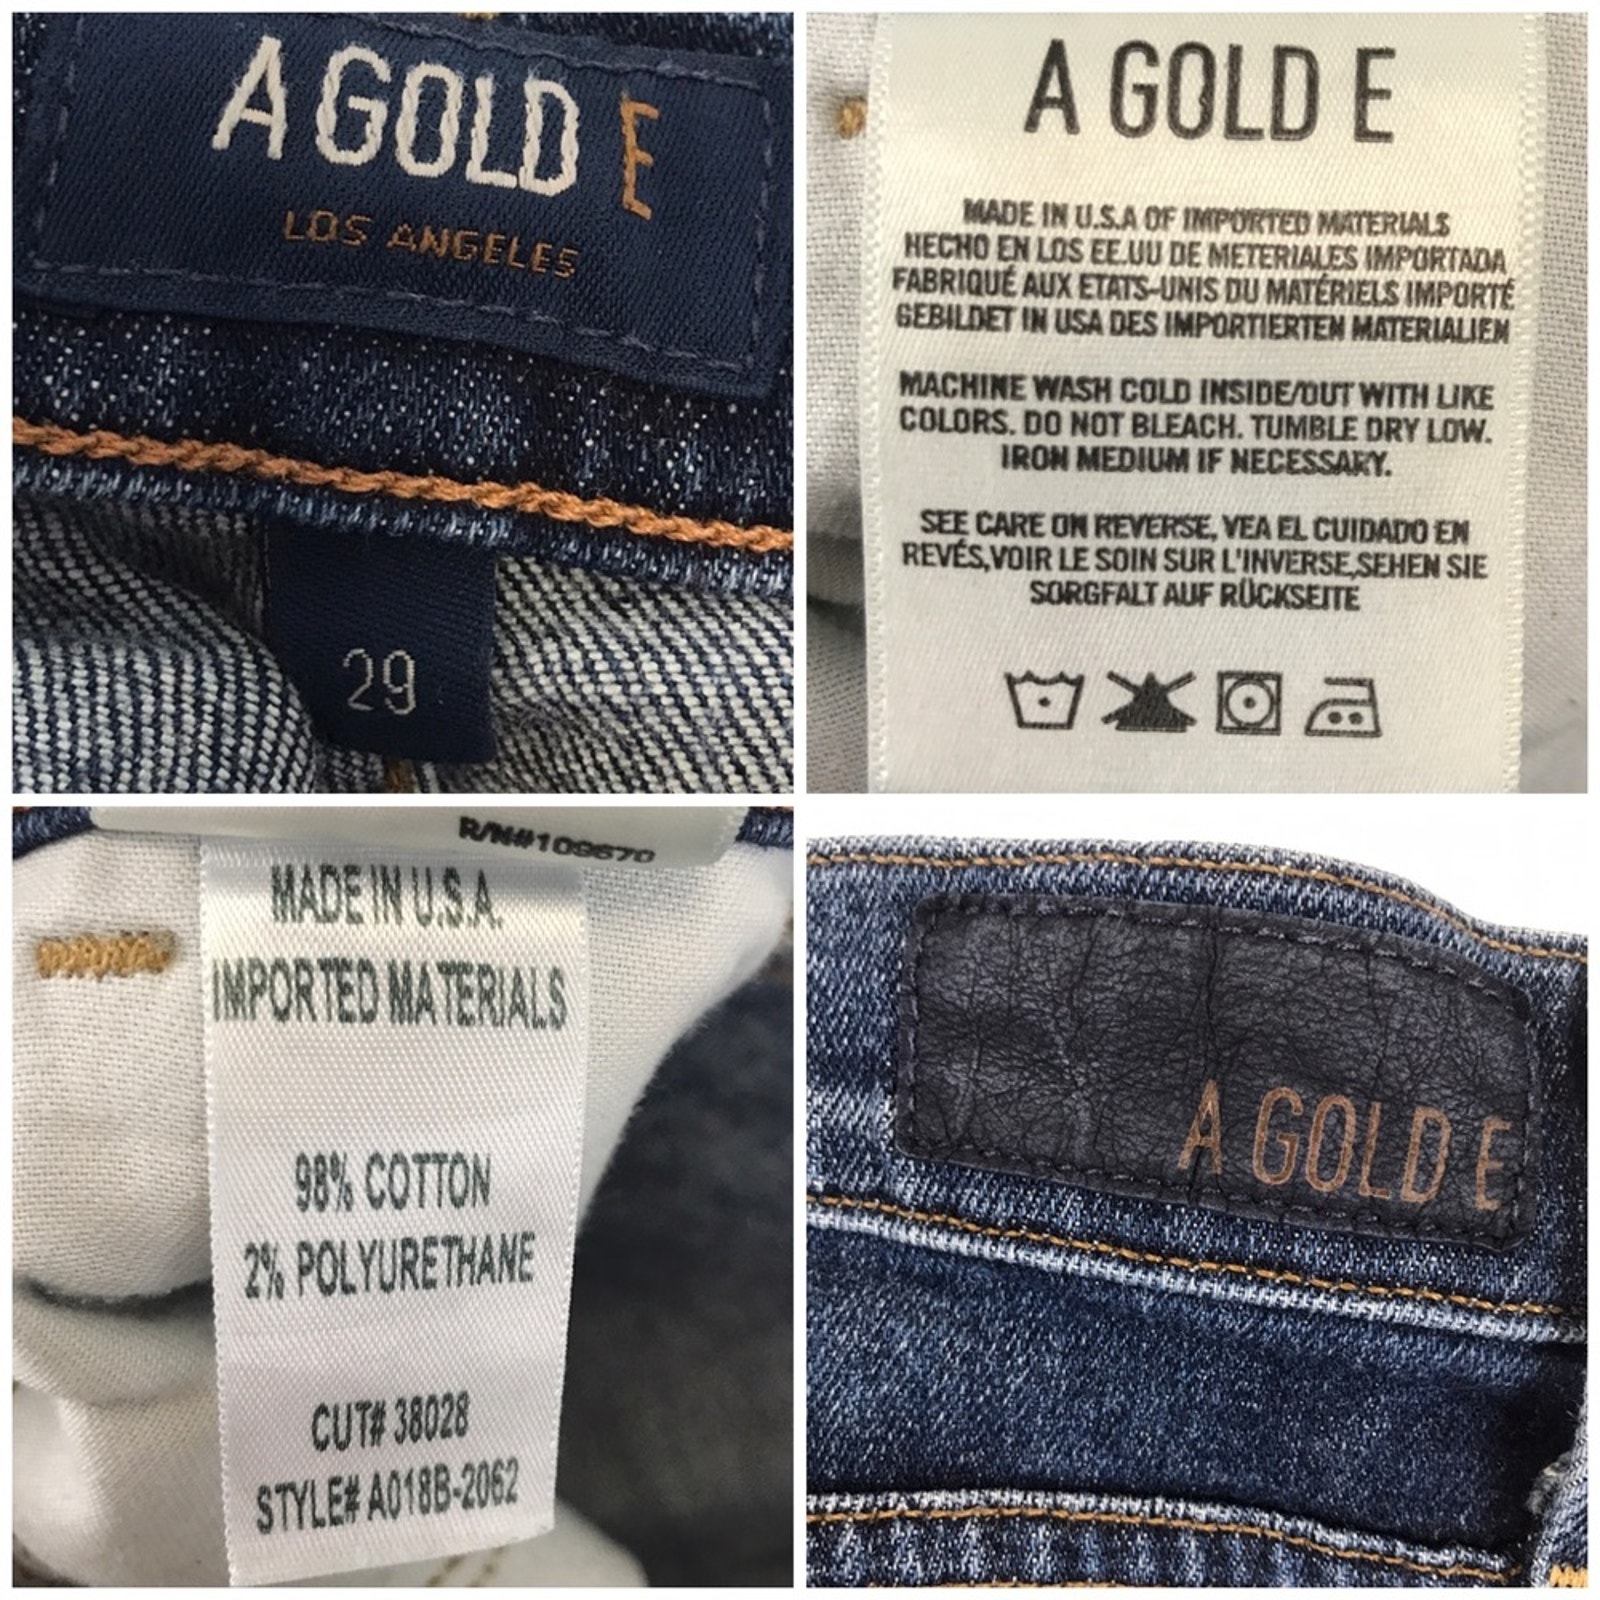 A GOLD E
LOS ANGELES
29
A GOLD E
MADE IN U.S.A OF IMPORTED MATERIALS
HECHO EN LOS EE.UU DE METERIALES IMPORTADA
FABRIQUÉ AUX ETATS-UNIS DU MATÉRIELS IMPORTÉ
GEBILDET IN USA DES IMPORTIERTEN MATERIALIEN
MACHINE WASH COLD INSIDE/OUT WITH LIKE
COLORS. DO NOT BLEACH. TUMBLE DRY LOW.
IRON MEDIUM IF NECESSARY.
SEE CARE ON REVERSE, VEA EL CUIDADO EN
REVÉS,VOIR LE SOIN SUR L'INVERSE,SEHEN SIE
SORGFALT AUF RÜCKSEITE
R/N#109670
MADE IN U.S.A.
IMPORTED MATERIALS
98% COTTON
2% POLYURETHANE
CUT# 38028
STYLE# A018B-2062
A GOLD E